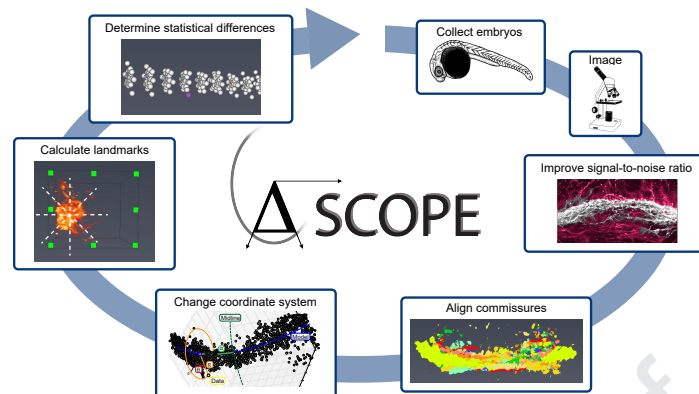 Determine statistical differences
Collect embryos
Image
Calculate landmarks
Improve signal-to-noise ratio
Δ SCOPE
Change coordinate system
Midline
Model
Data
Align commissures